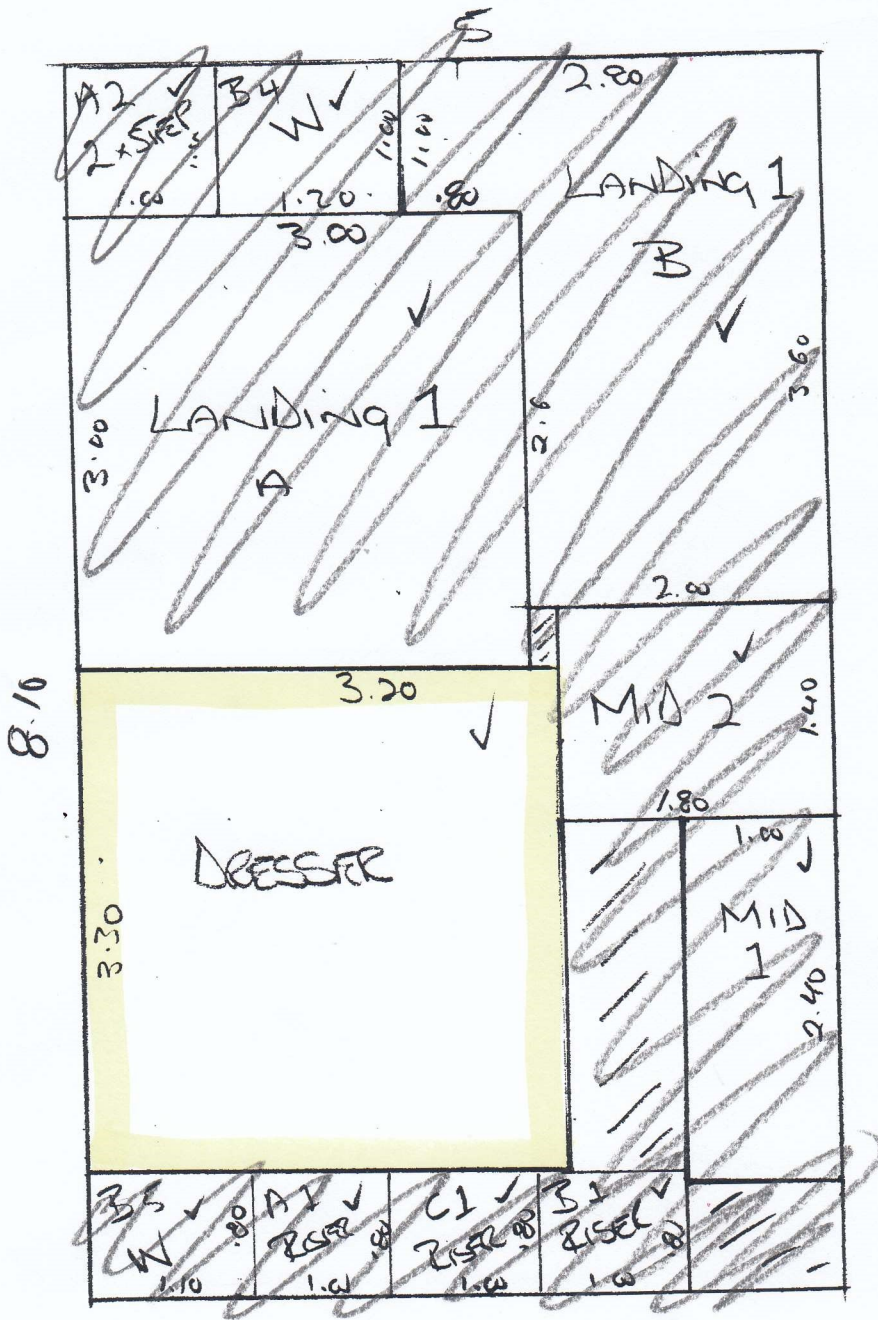 5
A2 ✓
2 x STEP
1.00
B4
W ✓
1.00
1.20
1.00
.80
2.80
LANDING 1
B
✓
3.60
2.6
2.00
3.00
✓
LANDING 1
A
3.00
8.10
3.20
✓
DRESSER
3.30
MID 2
✓
1.40
1.80
1.00
✓
MID
1
2.40
B5 ✓
W
.80
1.10
A1 ✓
RISER
.80
1.00
C1 ✓
RISER
.80
1.00
B1 ✓
RISER
.80
1.00